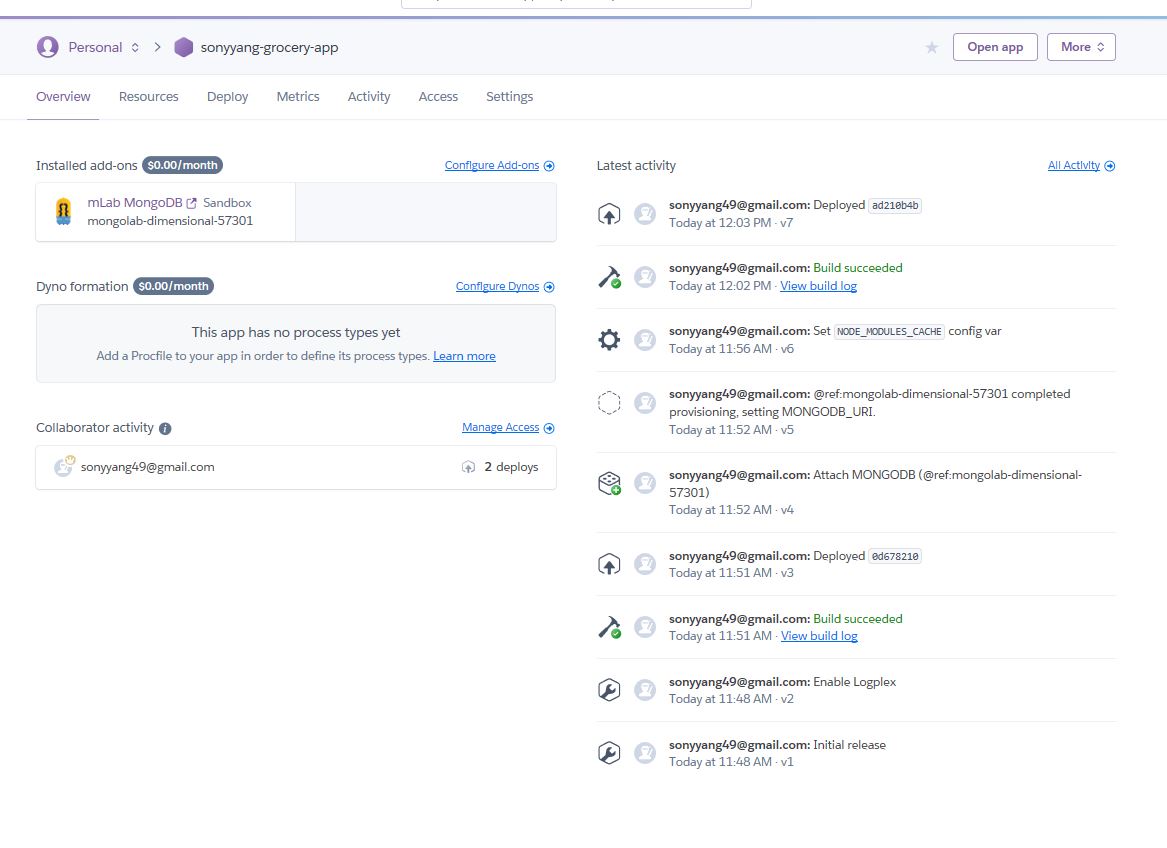 Personal
sonyyang-grocery-app
Open app
More
Overview
Resources
Deploy
Metrics
Activity
Access
Settings
Installed add-ons $0.00/month
Configure Add-ons
mLab MongoDB Sandbox
mongolab-dimensional-57301
Dyno formation $0.00/month
Configure Dynos
This app has no process types yet
Add a Procfile to your app in order to define its process types. Learn more
Collaborator activity
Manage Access
sonyyang49@gmail.com
2 deploys
Latest activity
All Activity
sonyyang49@gmail.com: Deployed ad210b4b
Today at 12:03 PM · v7
sonyyang49@gmail.com: Build succeeded
Today at 12:02 PM · View build log
sonyyang49@gmail.com: Set NODE_MODULES_CACHE config var
Today at 11:56 AM · v6
sonyyang49@gmail.com: @ref:mongolab-dimensional-57301 completed
provisioning, setting MONGODB_URI.
Today at 11:52 AM · v5
sonyyang49@gmail.com: Attach MONGODB (@ref:mongolab-dimensional-
57301)
Today at 11:52 AM · v4
sonyyang49@gmail.com: Deployed 0d678210
Today at 11:51 AM · v3
sonyyang49@gmail.com: Build succeeded
Today at 11:51 AM · View build log
sonyyang49@gmail.com: Enable Logplex
Today at 11:48 AM · v2
sonyyang49@gmail.com: Initial release
Today at 11:48 AM · v1